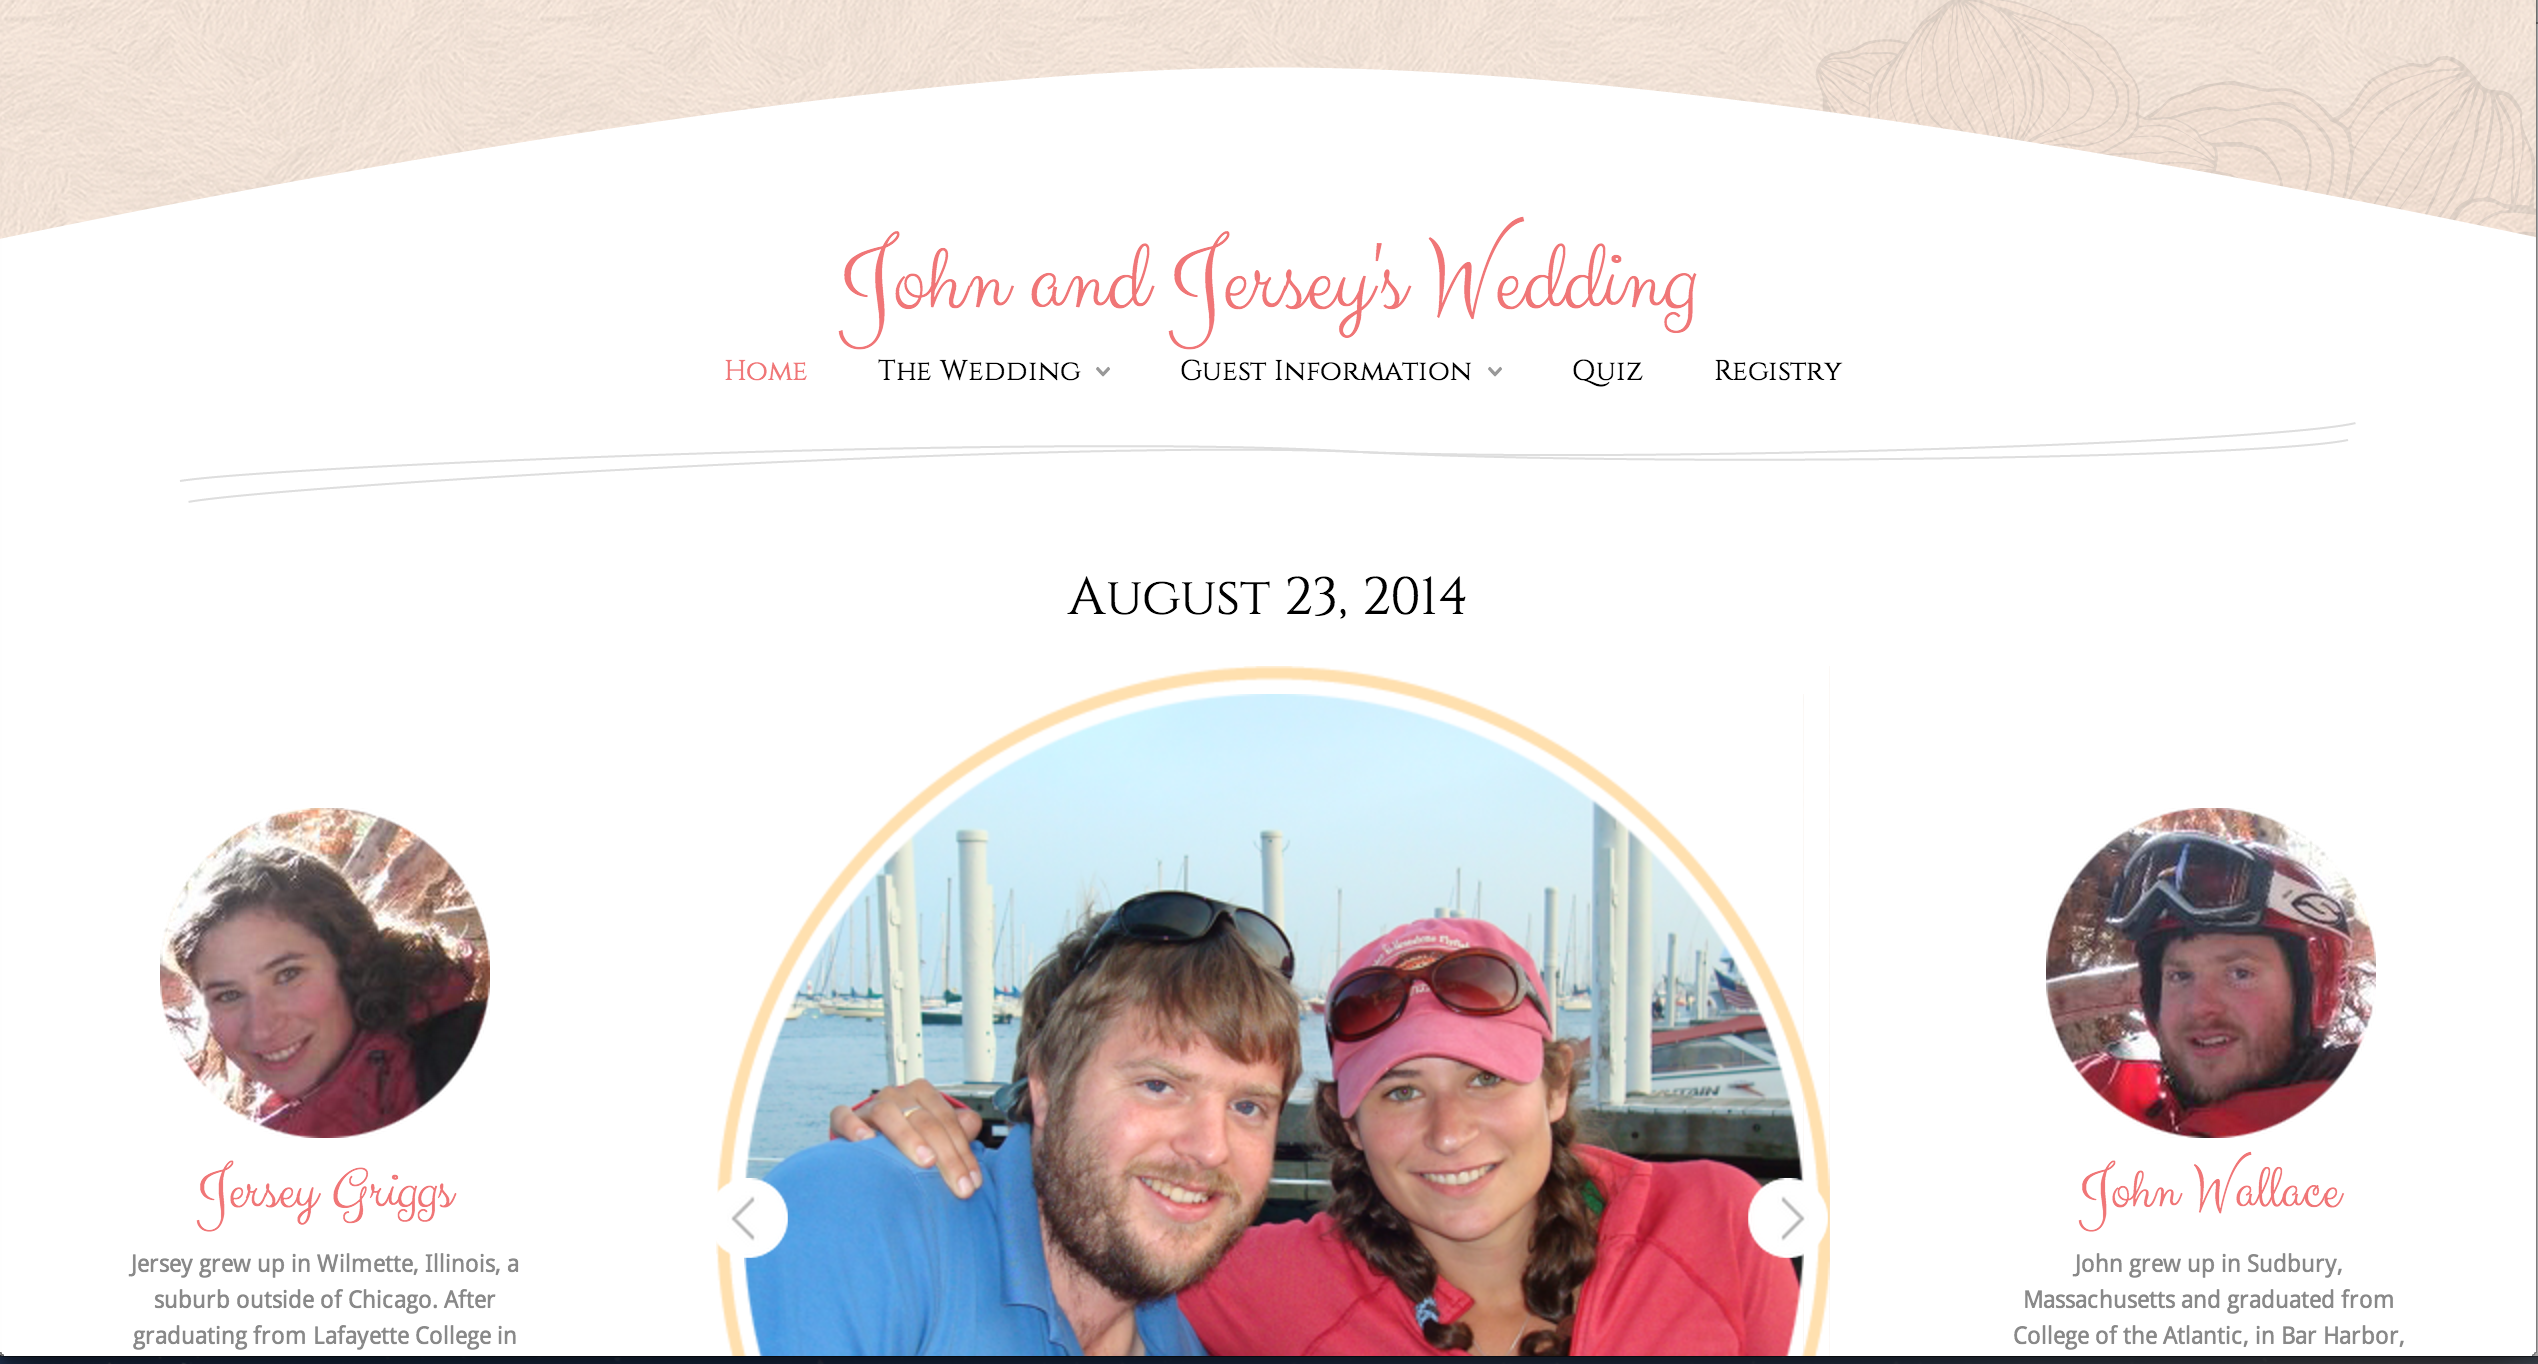 John and Jersey's Wedding
Home The Wedding Guest Information Quiz Registry
August 23, 2014
Jersey Griggs
Jersey grew up in Wilmette, Illinois, a
suburb outside of Chicago. After
graduating from Lafayette College in
John Wallace
John grew up in Sudbury,
Massachusetts and graduated from
College of the Atlantic, in Bar Harbor,